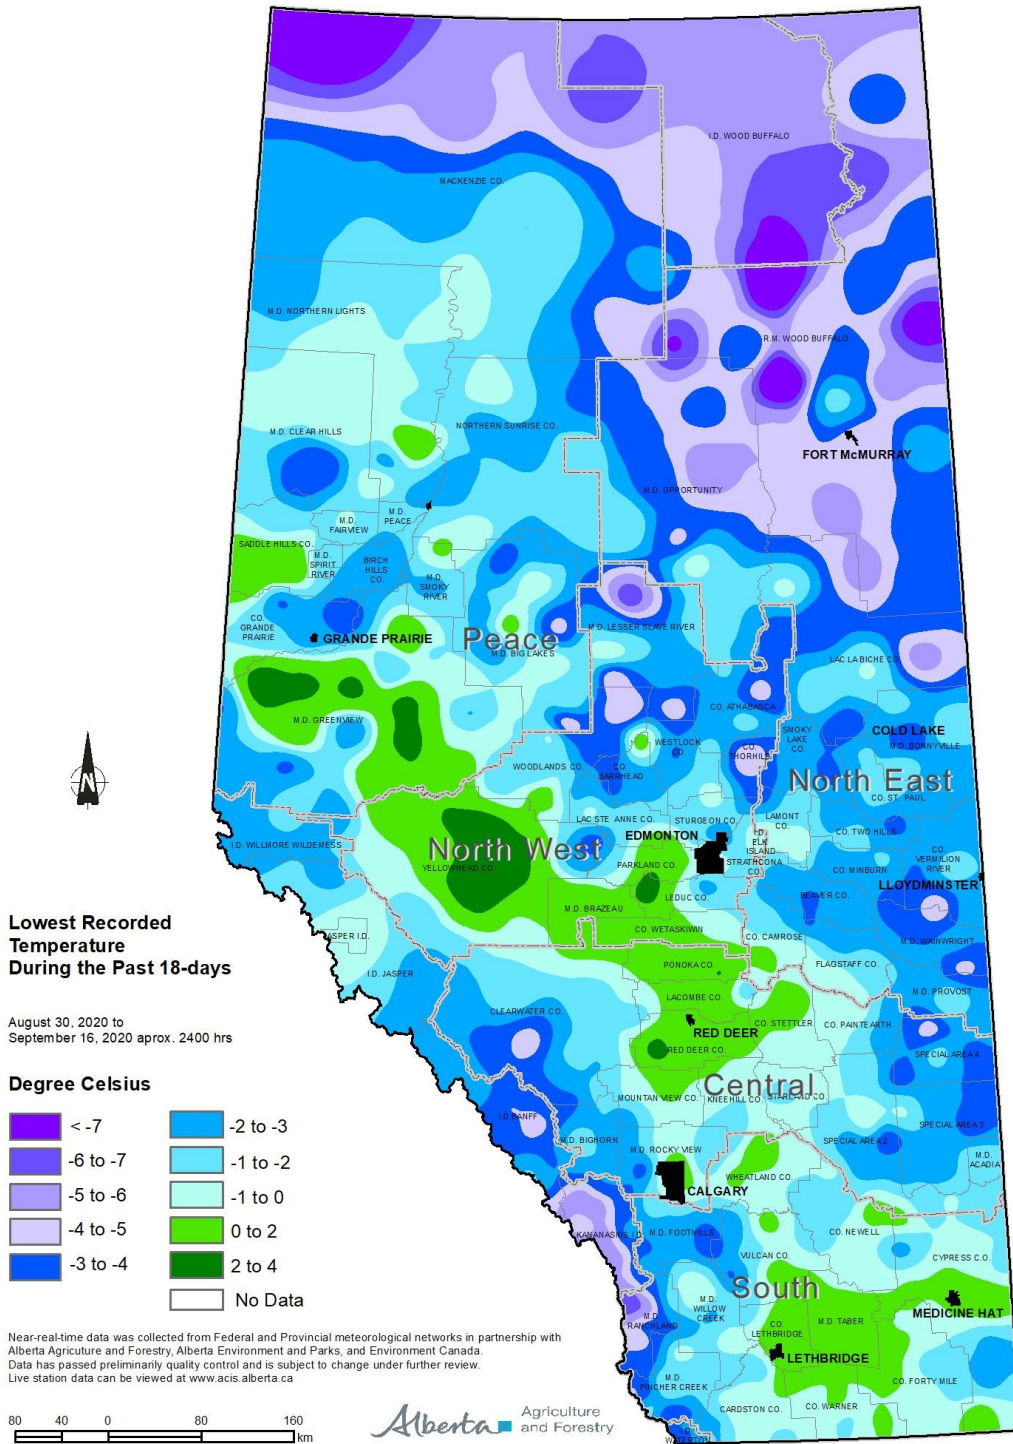 I.D. WOOD BUFFALO
MACKENZIE CO.
M.D. NORTHERN LIGHTS
R.M. WOOD BUFFALO
M.D. CLEAR HILLS
NORTHERN SUNRISE CO.
FORT McMURRAY
M.D. OPPORTUNITY
M.D.
PEACE
M.D.
FAIRVIEW
SADDLE HILLS CO.
M.D.
SPIRIT
RIVER
BIRCH
HILLS
CO.
M.D.
SMOKY
RIVER
CO.
GRANDE
PRAIRIE
GRANDE PRAIRIE
Peace
M.D. BIG LAKES
M.D. LESSER SLAVE RIVER
LAC LA BICHE CO.
M.D. GREENVIEW
CO. ATHABASCA
SMOKY
LAKE
CO.
COLD LAKE
M.D. BONNYVILLE
WESTLOCK
CO.
CO.
THORHILD
WOODLANDS CO.
CO.
BARRHEAD
North East
CO. ST. PAUL
N
LAC STE ANNE CO.
STURGEON CO.
LAMONT
CO.
EDMONTON
I.D.
ELK
ISLAND
CO. TWO HILLS
I.D. WILLMORE WILDERNESS
North West
YELLOWHEAD CO.
PARKLAND CO.
STRATHCONA
CO.
CO. MINBURN
CO.
VERMILION
RIVER
LLOYDMINSTER
LEDUC CO.
BEAVER CO.
M.D. BRAZEAU
CO. WETASKIWIN
CO. CAMROSE
M.D. WAINWRIGHT
JASPER I.D.
I.D. JASPER
PONOKA CO.
FLAGSTAFF CO.
M.D. PROVOST
LACOMBE CO.
CLEARWATER CO.
RED DEER
CO. STETTLER
CO. PAINTEARTH
RED DEER CO.
SPECIAL AREA 4
Central
MOUNTAIN VIEW CO.
KNEEHILL CO.
STARLAND CO.
I.D. BANFF
SPECIAL AREA 3
M.D. BIGHORN
M.D. ROCKY VIEW
SPECIAL AREA 2
M.D.
ACADIA
WHEATLAND CO.
CALGARY
KANANASKIS I.D.
M.D. FOOTHILLS
CO. NEWELL
VULCAN CO.
CYPRESS C.O.
South
M.D.
WILLOW
CREEK
MEDICINE HAT
M.D.
RANCHLAND
CO.
LETHBRIDGE
M.D. TABER
LETHBRIDGE
M.D.
PINCHER CREEK
CO. FORTY MILE
CARDSTON CO.
CO. WARNER
I.D.
WATERTON
Lowest Recorded
Temperature
During the Past 18-days
August 30, 2020 to
September 16, 2020 aprox. 2400 hrs
Degree Celsius
< -7
-6 to -7
-5 to -6
-4 to -5
-3 to -4
-2 to -3
-1 to -2
-1 to 0
0 to 2
2 to 4
No Data
Near-real-time data was collected from Federal and Provincial meteorological networks in partnership with
Alberta Agricuture and Forestry, Alberta Environment and Parks, and Environment Canada.
Data has passed preliminarily quality control and is subject to change under further review.
Live station data can be viewed at www.acis.alberta.ca
80 40 0 80 160
km
Alberta
Agriculture
and Forestry